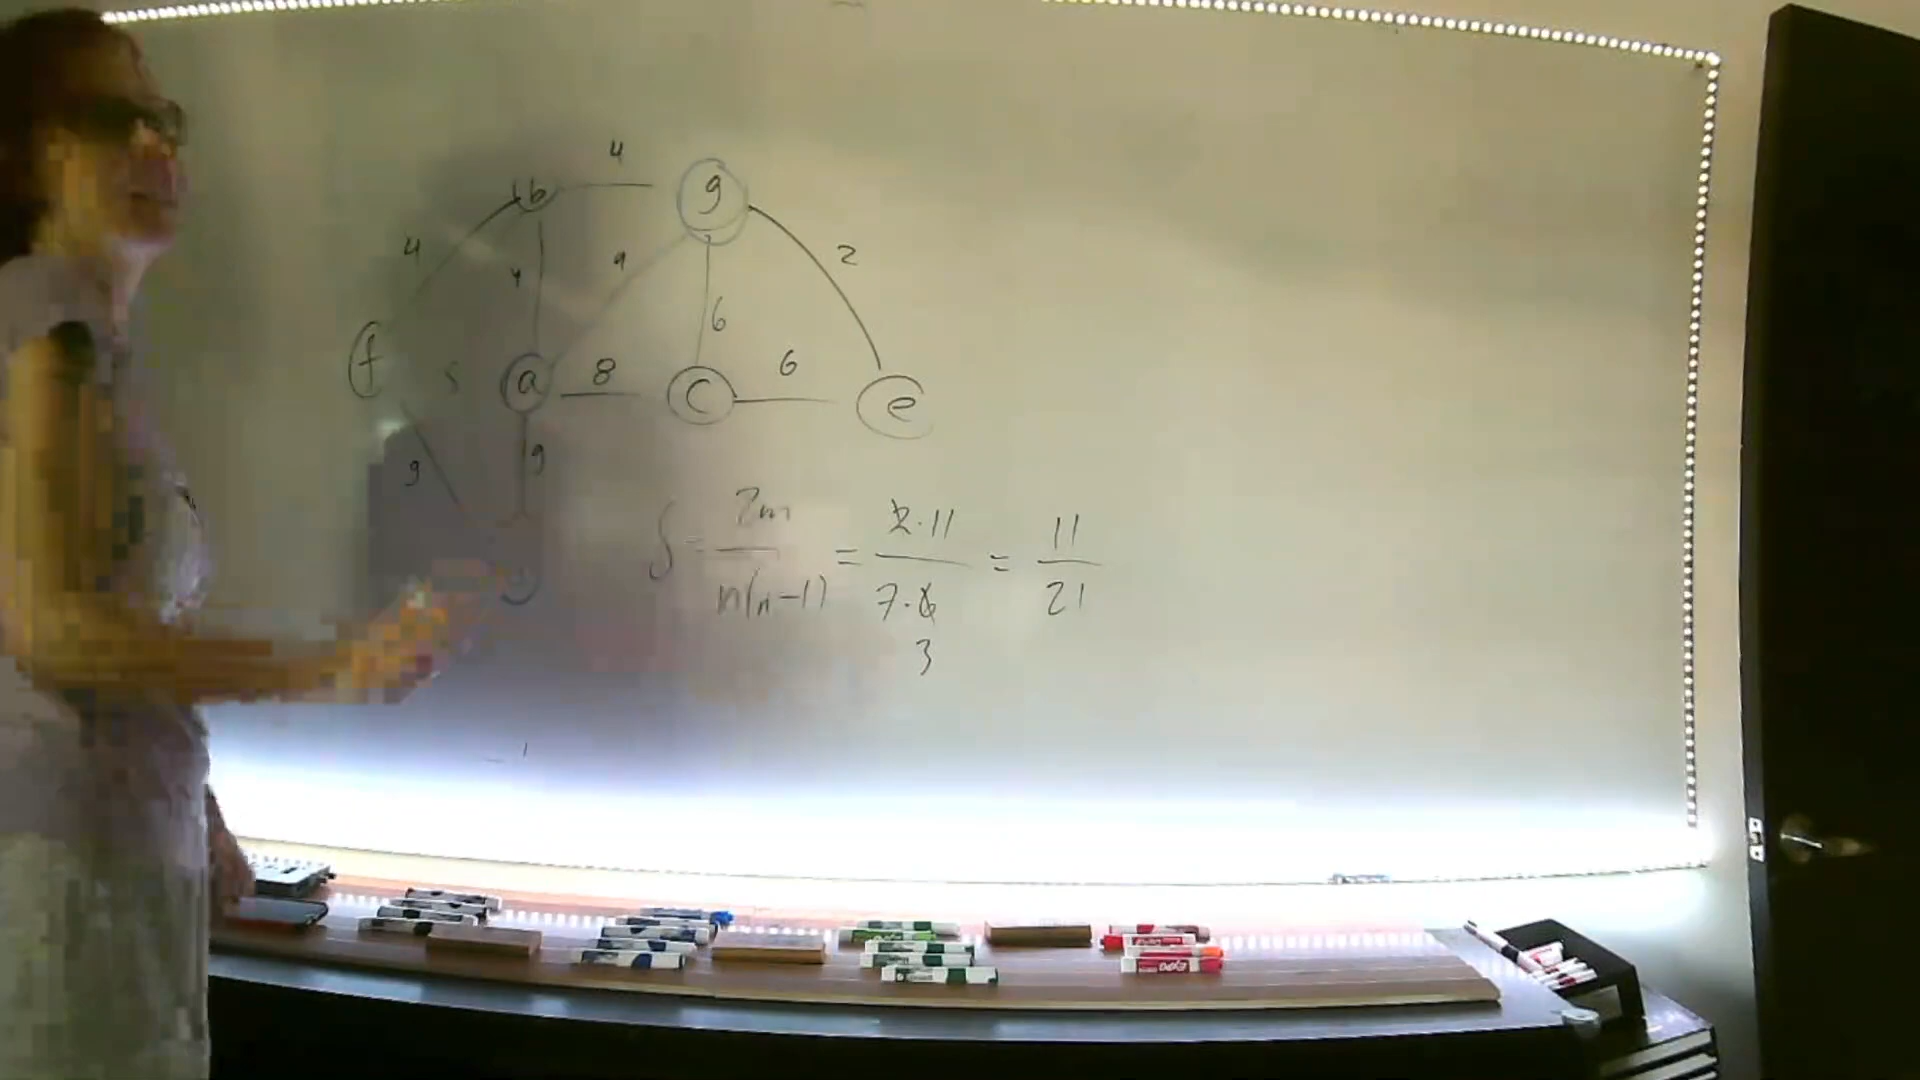 4
b
g
4
4
9
2
6
f
5
a
8
c
6
e
9
9
δ = 2m / n(n-1) = 2·11 / 7·6 = 11 / 21
3